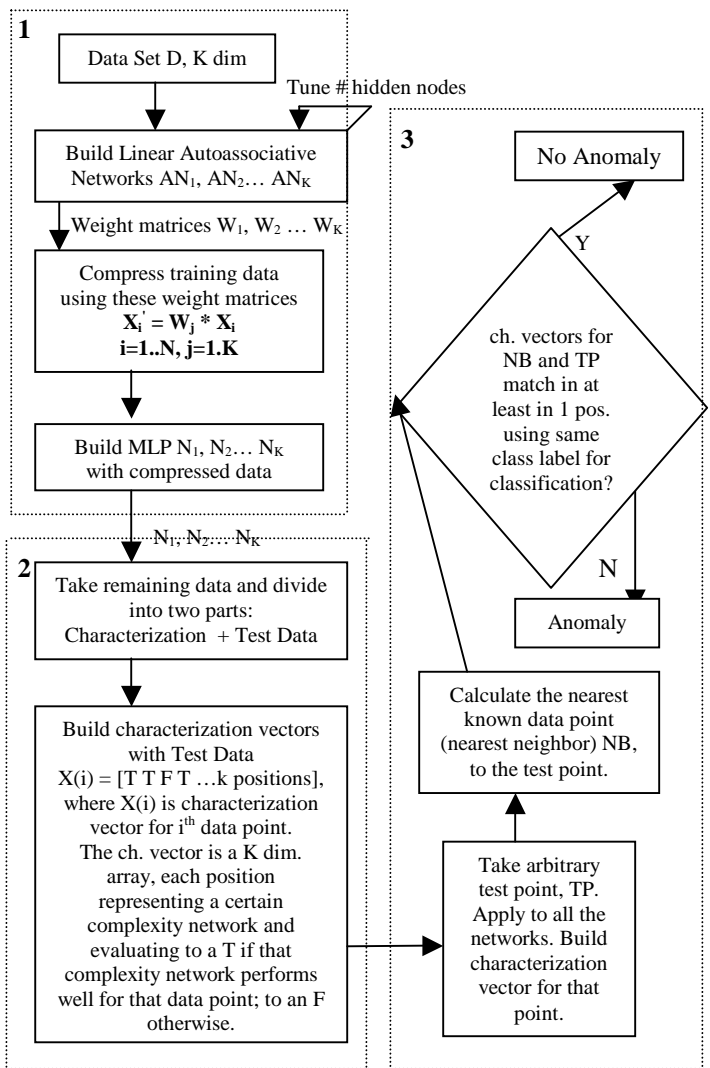 1
Data Set D, K dim
Tune # hidden nodes
Build Linear Autoassociative
Networks AN₁, AN₂… ANₖ
Weight matrices W₁, W₂ … Wₖ
Compress training data
using these weight matrices
Xᵢ' = Wⱼ * Xᵢ
i=1..N, j=1.K
Build MLP N₁, N₂… Nₖ
with compressed data
N₁, N₂… Nₖ
2
Take remaining data and divide
into two parts:
Characterization + Test Data
Build characterization vectors
with Test Data
X(i) = [T T F T …k positions],
where X(i) is characterization
vector for iᵗʰ data point.
The ch. vector is a K dim.
array, each position
representing a certain
complexity network and
evaluating to a T if that
complexity network performs
well for that data point; to an F
otherwise.
3
No Anomaly
Y
ch. vectors for
NB and TP
match in at
least in 1 pos.
using same
class label for
classification?
N
Anomaly
Calculate the nearest
known data point
(nearest neighbor) NB,
to the test point.
Take arbitrary
test point, TP.
Apply to all the
networks. Build
characterization
vector for that
point.